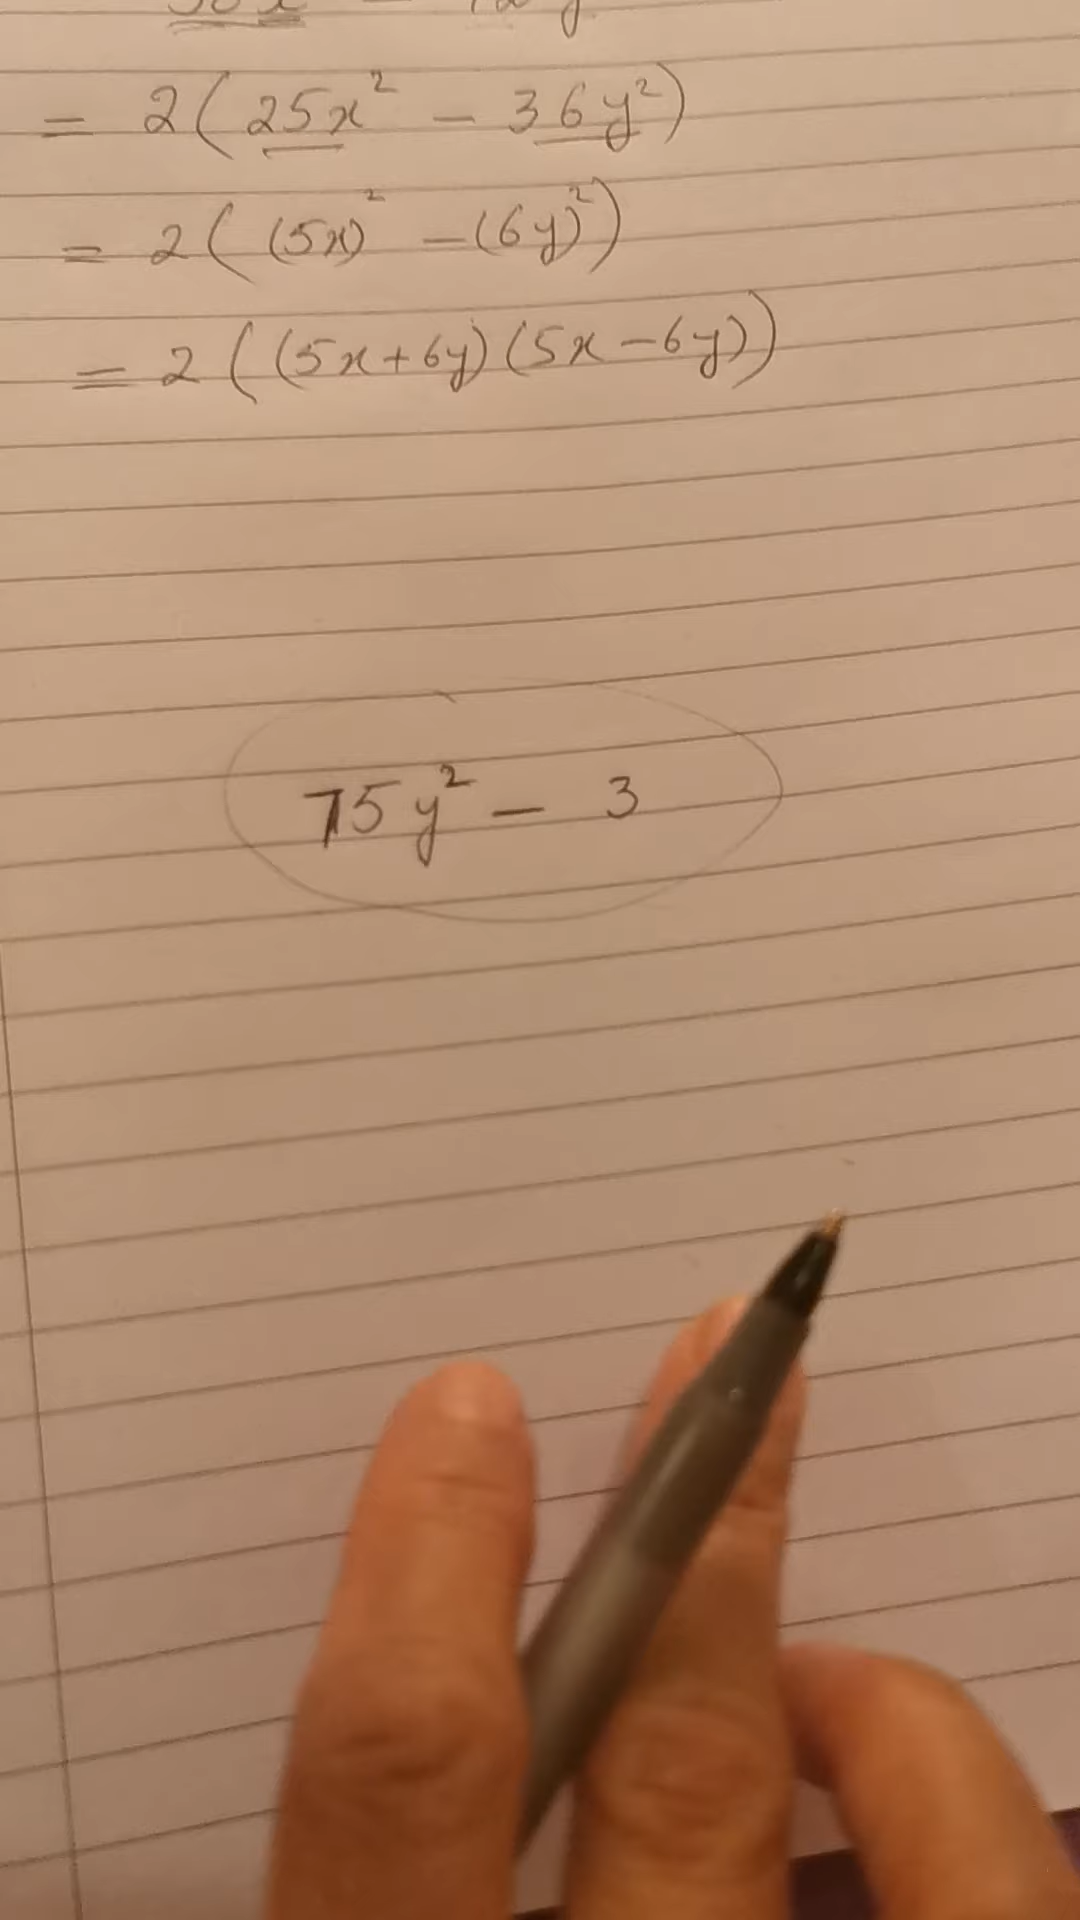 = 2(25x² - 36y²)
= 2((5x)² - (6y)²)
= 2((5x+6y)(5x-6y))
75y² - 3